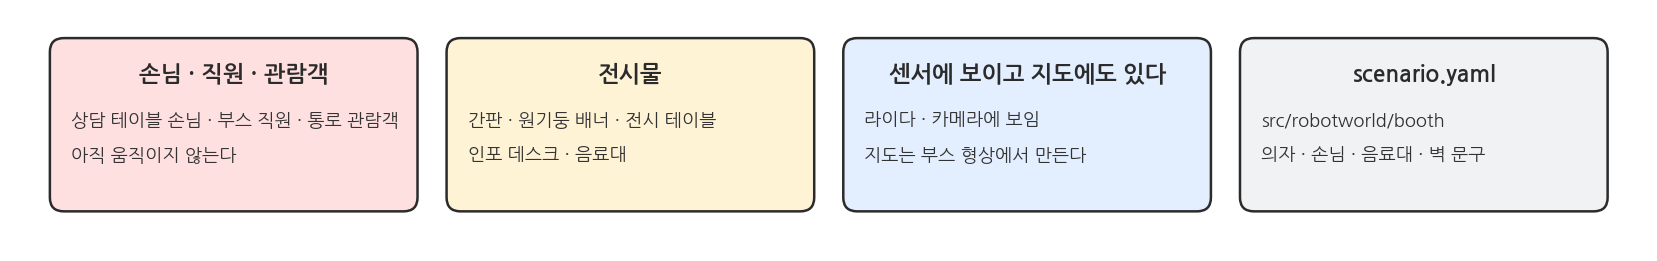 손님 · 직원 · 관람객
상담 테이블 손님 · 부스 직원 · 통로 관람객
아직 움직이지 않는다
전시물
간판 · 원기둥 배너 · 전시 테이블
인포 데스크 · 음료대
센서에 보이고 지도에도 있다
라이다 · 카메라에 보임
지도는 부스 형상에서 만든다
scenario.yaml
src/robotworld/booth
의자 · 손님 · 음료대 · 벽 문구